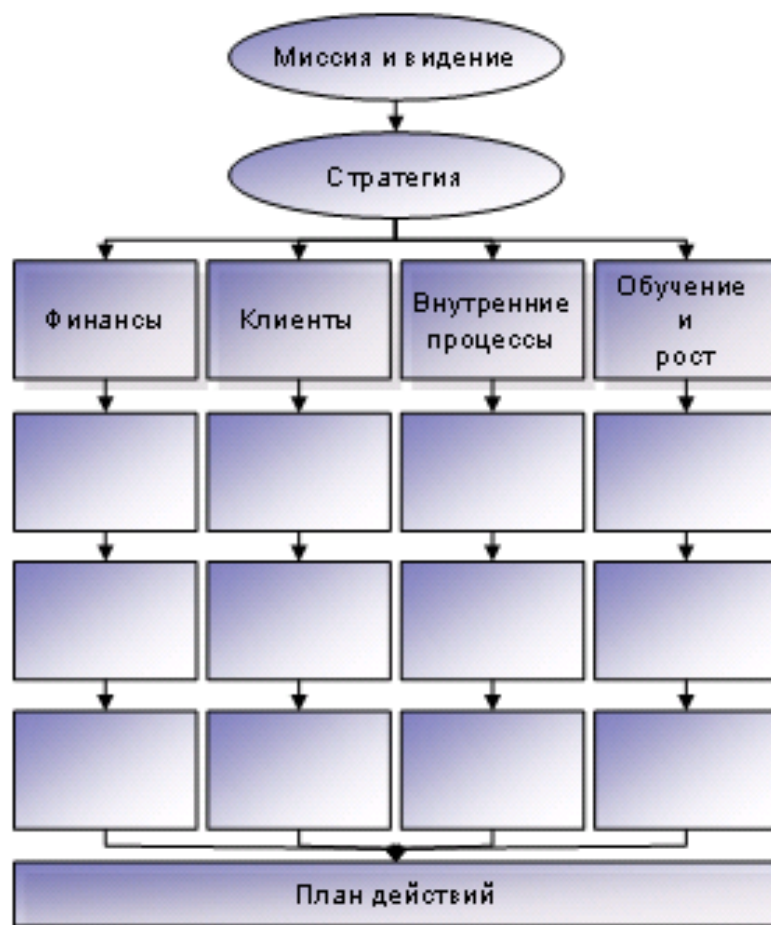 Миссия и видение
Стратегия
Финансы
Клиенты
Внутренние
процессы
Обучение
и
рост
План действий